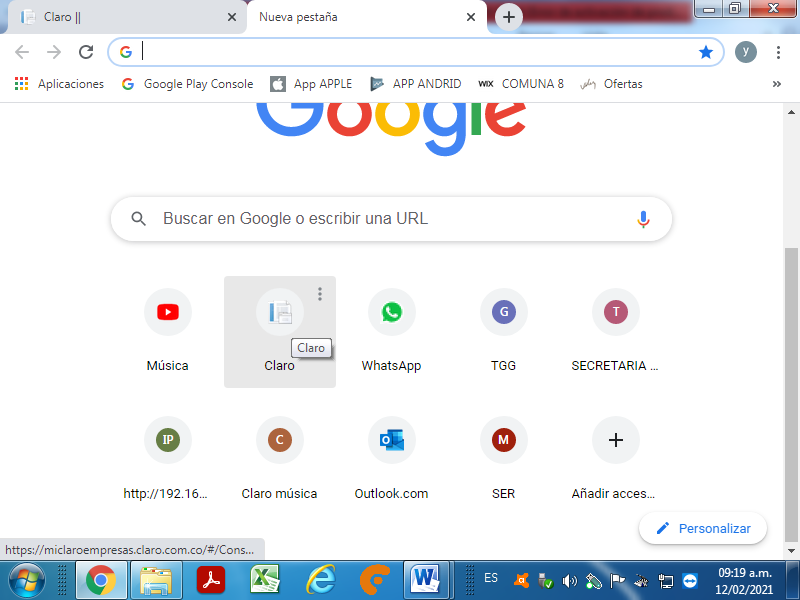 Claro ||
Nueva pestaña
y
Aplicaciones
Google Play Console
App APPLE
APP ANDRID
WIX COMUNA 8
Ofertas
»
Google
Buscar en Google o escribir una URL
Música
Claro
Claro
WhatsApp
G
TGG
T
SECRETARIA ...
IP
http://192.16...
C
Claro música
Outlook.com
M
SER
Añadir acces...
Personalizar
https://miclaroempresas.claro.com.co/#/Cons...
ES
09:19 a.m.
12/02/2021